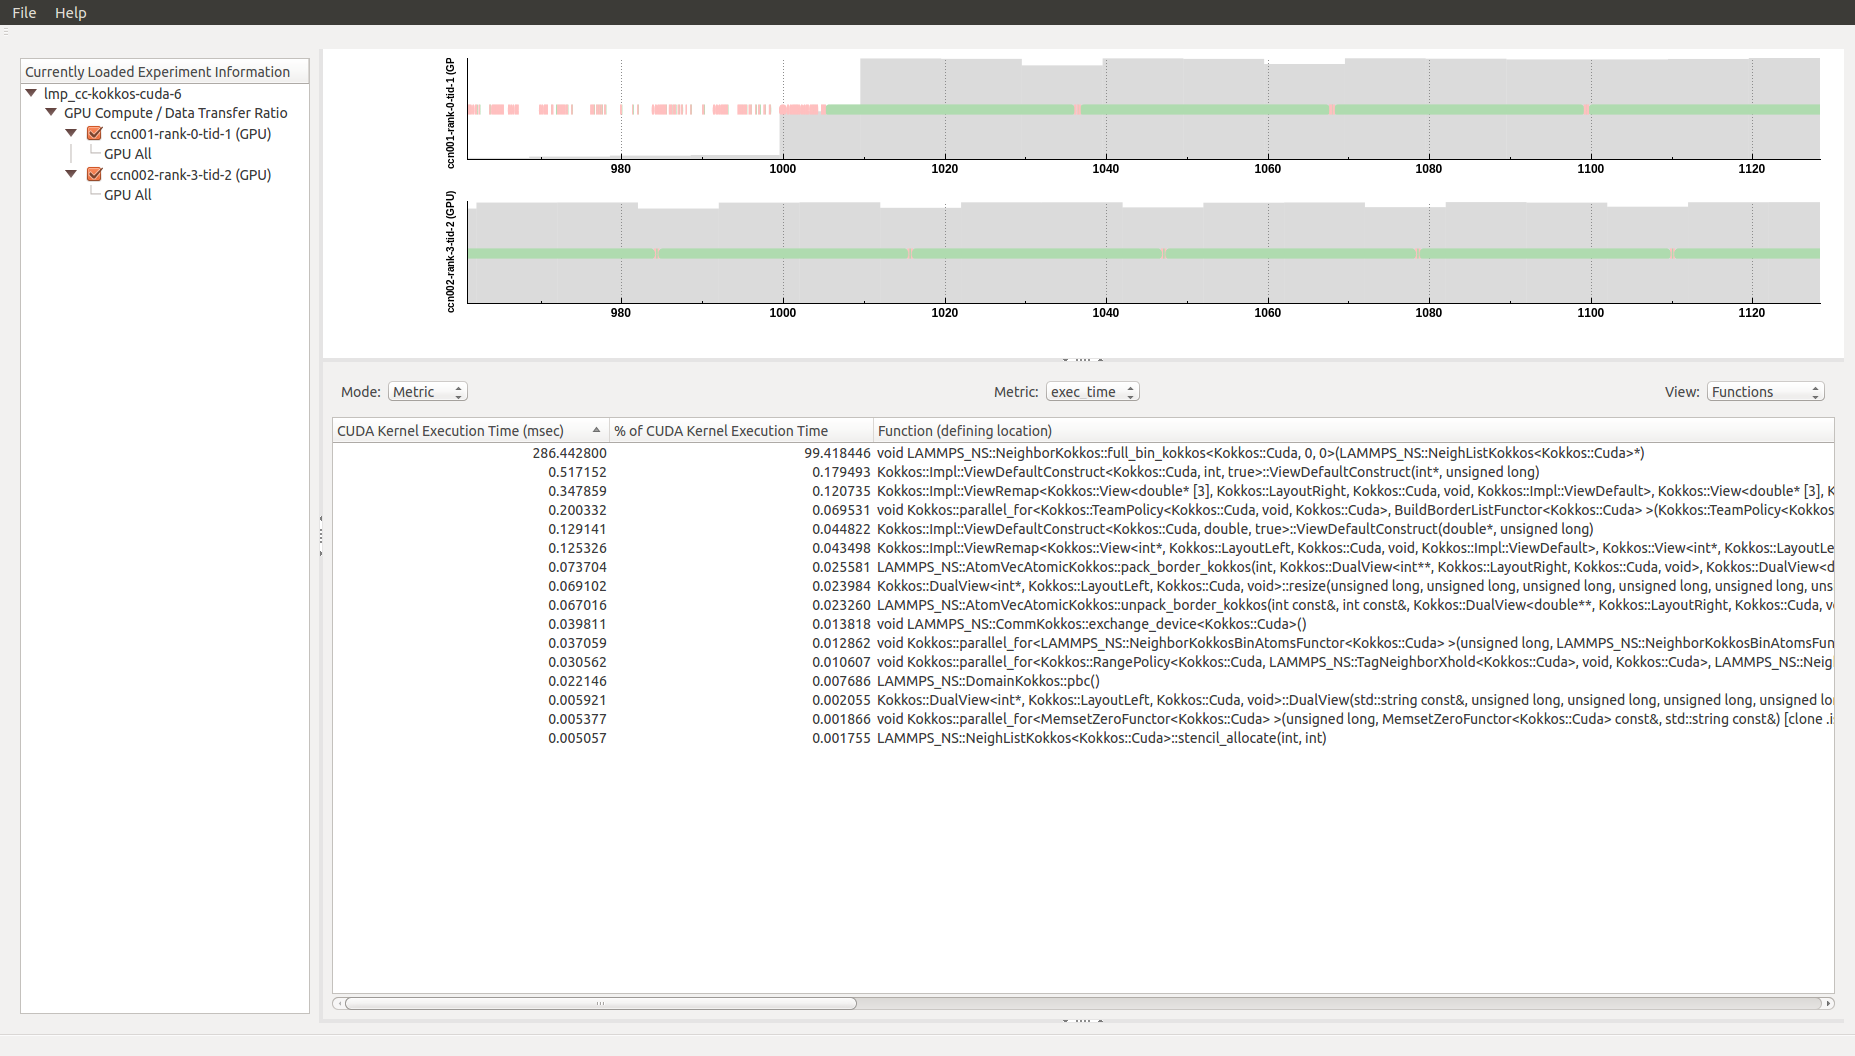 File Help
Currently Loaded Experiment Information
lmp_cc-kokkos-cuda-6
GPU Compute / Data Transfer Ratio
ccn001-rank-0-tid-1 (GPU)
GPU All
ccn002-rank-3-tid-2 (GPU)
GPU All
ccn001-rank-0-tid-1 (GP
980 1000 1020 1040 1060 1080 1100 1120
ccn002-rank-3-tid-2 (GPU)
980 1000 1020 1040 1060 1080 1100 1120
Mode: Metric Metric: exec_time View: Functions
CUDA Kernel Execution Time (msec) % of CUDA Kernel Execution Time Function (defining location)
286.442800 99.418446 void LAMMPS_NS::NeighborKokkos::full_bin_kokkos<Kokkos::Cuda, 0, 0>(LAMMPS_NS::NeighListKokkos<Kokkos::Cuda>*)
0.517152 0.179493 Kokkos::Impl::ViewDefaultConstruct<Kokkos::Cuda, int, true>::ViewDefaultConstruct(int*, unsigned long)
0.347859 0.120735 Kokkos::Impl::ViewRemap<Kokkos::View<double* [3], Kokkos::LayoutRight, Kokkos::Cuda, void, Kokkos::Impl::ViewDefault>, Kokkos::View<double* [3], K
0.200332 0.069531 void Kokkos::parallel_for<Kokkos::TeamPolicy<Kokkos::Cuda, void, Kokkos::Cuda>, BuildBorderListFunctor<Kokkos::Cuda> >(Kokkos::TeamPolicy<Kokkos
0.129141 0.044822 Kokkos::Impl::ViewDefaultConstruct<Kokkos::Cuda, double, true>::ViewDefaultConstruct(double*, unsigned long)
0.125326 0.043498 Kokkos::Impl::ViewRemap<Kokkos::View<int*, Kokkos::LayoutLeft, Kokkos::Cuda, void, Kokkos::Impl::ViewDefault>, Kokkos::View<int*, Kokkos::LayoutLe
0.073704 0.025581 LAMMPS_NS::AtomVecAtomicKokkos::pack_border_kokkos(int, Kokkos::DualView<int**, Kokkos::LayoutRight, Kokkos::Cuda, void>, Kokkos::DualView<d
0.069102 0.023984 Kokkos::DualView<int*, Kokkos::LayoutLeft, Kokkos::Cuda, void>::resize(unsigned long, unsigned long, unsigned long, unsigned long, unsigned long, uns
0.067016 0.023260 LAMMPS_NS::AtomVecAtomicKokkos::unpack_border_kokkos(int const&, int const&, Kokkos::DualView<double**, Kokkos::LayoutRight, Kokkos::Cuda, v
0.039811 0.013818 void LAMMPS_NS::CommKokkos::exchange_device<Kokkos::Cuda>()
0.037059 0.012862 void Kokkos::parallel_for<LAMMPS_NS::NeighborKokkosBinAtomsFunctor<Kokkos::Cuda> >(unsigned long, LAMMPS_NS::NeighborKokkosBinAtomsFun
0.030562 0.010607 void Kokkos::parallel_for<Kokkos::RangePolicy<Kokkos::Cuda, LAMMPS_NS::TagNeighborXhold<Kokkos::Cuda>, void, Kokkos::Cuda>, LAMMPS_NS::Neig
0.022146 0.007686 LAMMPS_NS::DomainKokkos::pbc()
0.005921 0.002055 Kokkos::DualView<int*, Kokkos::LayoutLeft, Kokkos::Cuda, void>::DualView(std::string const&, unsigned long, unsigned long, unsigned long, unsigned lo
0.005377 0.001866 void Kokkos::parallel_for<MemsetZeroFunctor<Kokkos::Cuda> >(unsigned long, MemsetZeroFunctor<Kokkos::Cuda> const&, std::string const&) [clone .i
0.005057 0.001755 LAMMPS_NS::NeighListKokkos<Kokkos::Cuda>::stencil_allocate(int, int)